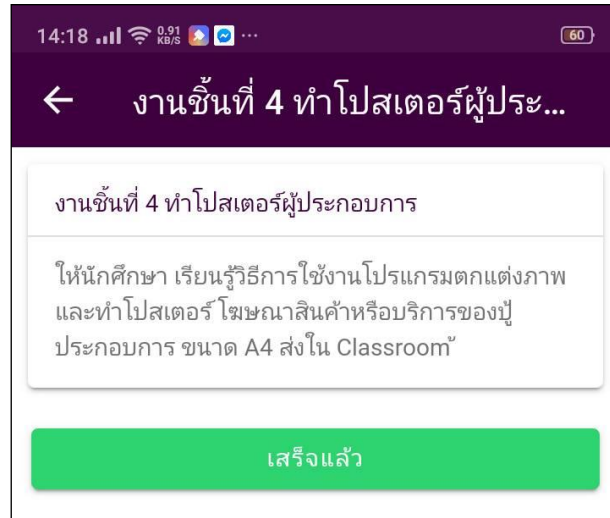 14:18 0.91 KB/S ... 60
งานชิ้นที่ 4 ทำโปสเตอร์ผู้ประ...
งานชิ้นที่ 4 ทำโปสเตอร์ผู้ประกอบการ
ให้นักศึกษา เรียนรู้วิธีการใช้งานโปรแกรมตกแต่งภาพ
และทำโปสเตอร์ โฆษณาสินค้าหรือบริการของปู้
ประกอบการ ขนาด A4 ส่งใน Classroom ้
เสร็จแล้ว